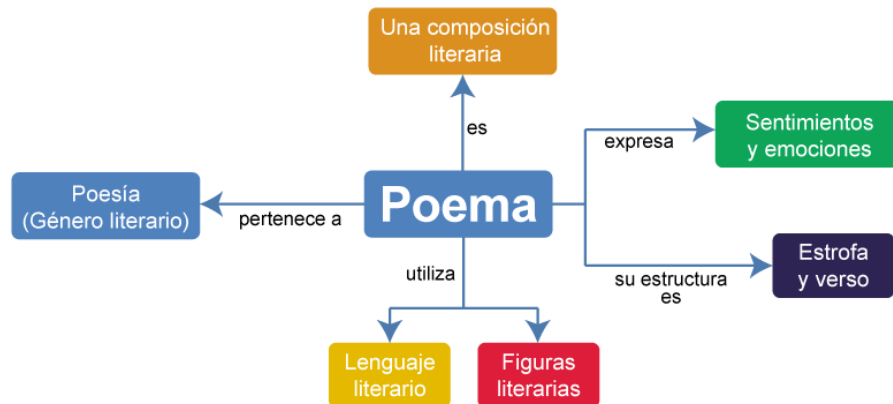 Una composición
literaria
es
Sentimientos
y emociones
expresa
Poesía
(Género literario)
pertenece a
Poema
utiliza
su estructura
es
Estrofa
y verso
Lenguaje
literario
Figuras
literarias